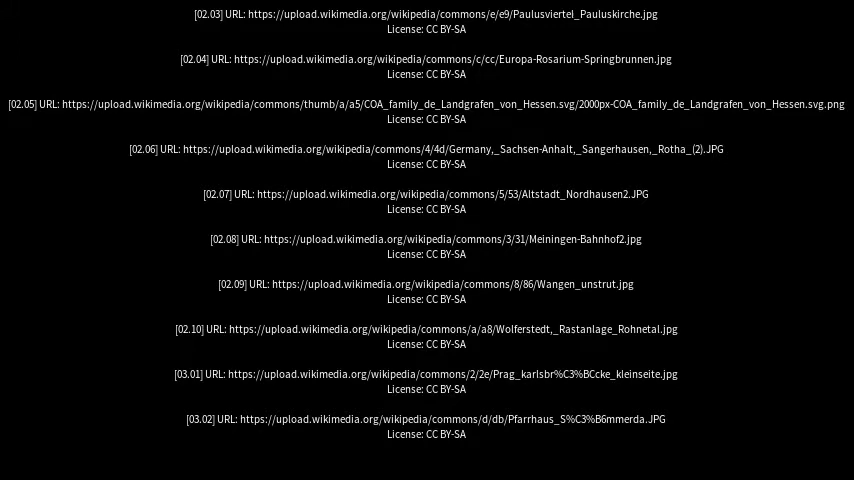 [02.03] URL: https://upload.wikimedia.org/wikipedia/commons/e/e9/Paulusviertel_Pauluskirche.jpg
License: CC BY-SA
[02.04] URL: https://upload.wikimedia.org/wikipedia/commons/c/cc/Europa-Rosarium-Springbrunnen.jpg
License: CC BY-SA
[02.05] URL: https://upload.wikimedia.org/wikipedia/commons/thumb/a/a5/COA_family_de_Landgrafen_von_Hessen.svg/2000px-COA_family_de_Landgrafen_von_Hessen.svg.png
License: CC BY-SA
[02.06] URL: https://upload.wikimedia.org/wikipedia/commons/4/4d/Germany,_Sachsen-Anhalt,_Sangerhausen,_Rotha_(2).JPG
License: CC BY-SA
[02.07] URL: https://upload.wikimedia.org/wikipedia/commons/5/53/Altstadt_Nordhausen2.JPG
License: CC BY-SA
[02.08] URL: https://upload.wikimedia.org/wikipedia/commons/3/31/Meiningen-Bahnhof2.jpg
License: CC BY-SA
[02.09] URL: https://upload.wikimedia.org/wikipedia/commons/8/86/Wangen_unstrut.jpg
License: CC BY-SA
[02.10] URL: https://upload.wikimedia.org/wikipedia/commons/a/a8/Wolferstedt,_Rastanlage_Rohnetal.jpg
License: CC BY-SA
[03.01] URL: https://upload.wikimedia.org/wikipedia/commons/2/2e/Prag_karlsbr%C3%BCcke_kleinseite.jpg
License: CC BY-SA
[03.02] URL: https://upload.wikimedia.org/wikipedia/commons/d/db/Pfarrhaus_S%C3%B6mmerda.JPG
License: CC BY-SA